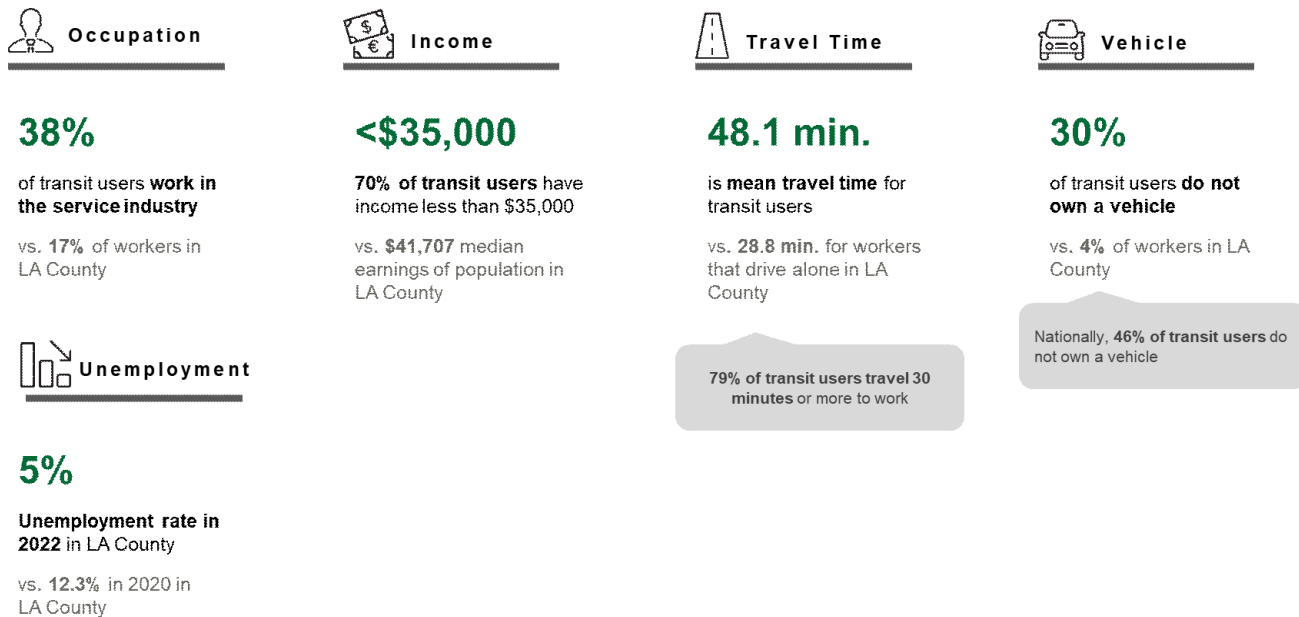 Occupation
38%
of transit users work in
the service industry
vs. 17% of workers in
LA County
Income
$
€
<$35,000
70% of transit users have
income less than $35,000
vs. $41,707 median
earnings of population in
LA County
Travel Time
48.1 min.
is mean travel time for
transit users
vs. 28.8 min. for workers
that drive alone in LA
County
79% of transit users travel 30
minutes or more to work
Vehicle
30%
of transit users do not
own a vehicle
vs. 4% of workers in LA
County
Nationally, 46% of transit users do
not own a vehicle
Unemployment
5%
Unemployment rate in
2022 in LA County
vs. 12.3% in 2020 in
LA County